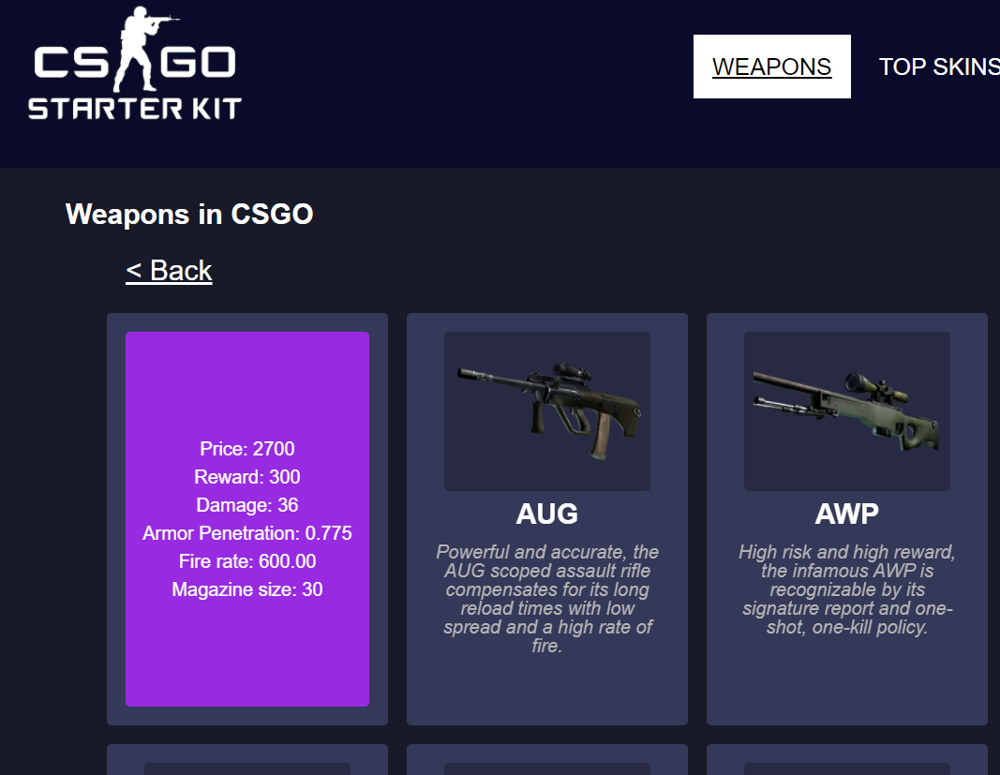 CS GO
STARTER KIT
WEAPONS
TOP SKINS
Weapons in CSGO
< Back
Price: 2700
Reward: 300
Damage: 36
Armor Penetration: 0.775
Fire rate: 600.00
Magazine size: 30
AUG
Powerful and accurate, the
AUG scoped assault rifle
compensates for its long
reload times with low
spread and a high rate of
fire.
AWP
High risk and high reward,
the infamous AWP is
recognizable by its
signature report and one-
shot, one-kill policy.